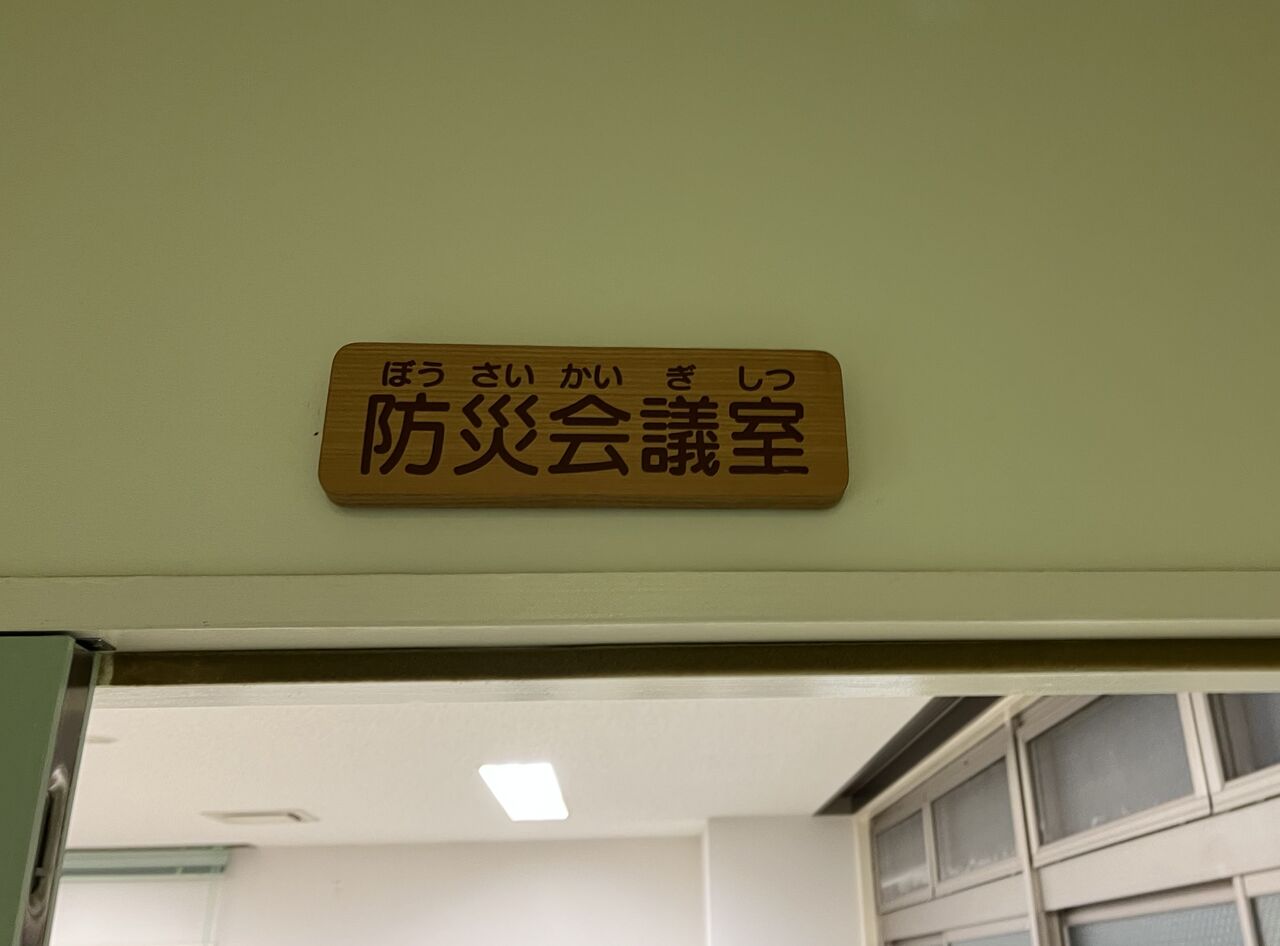 ぼう さい かい ぎ しつ
防災会議室